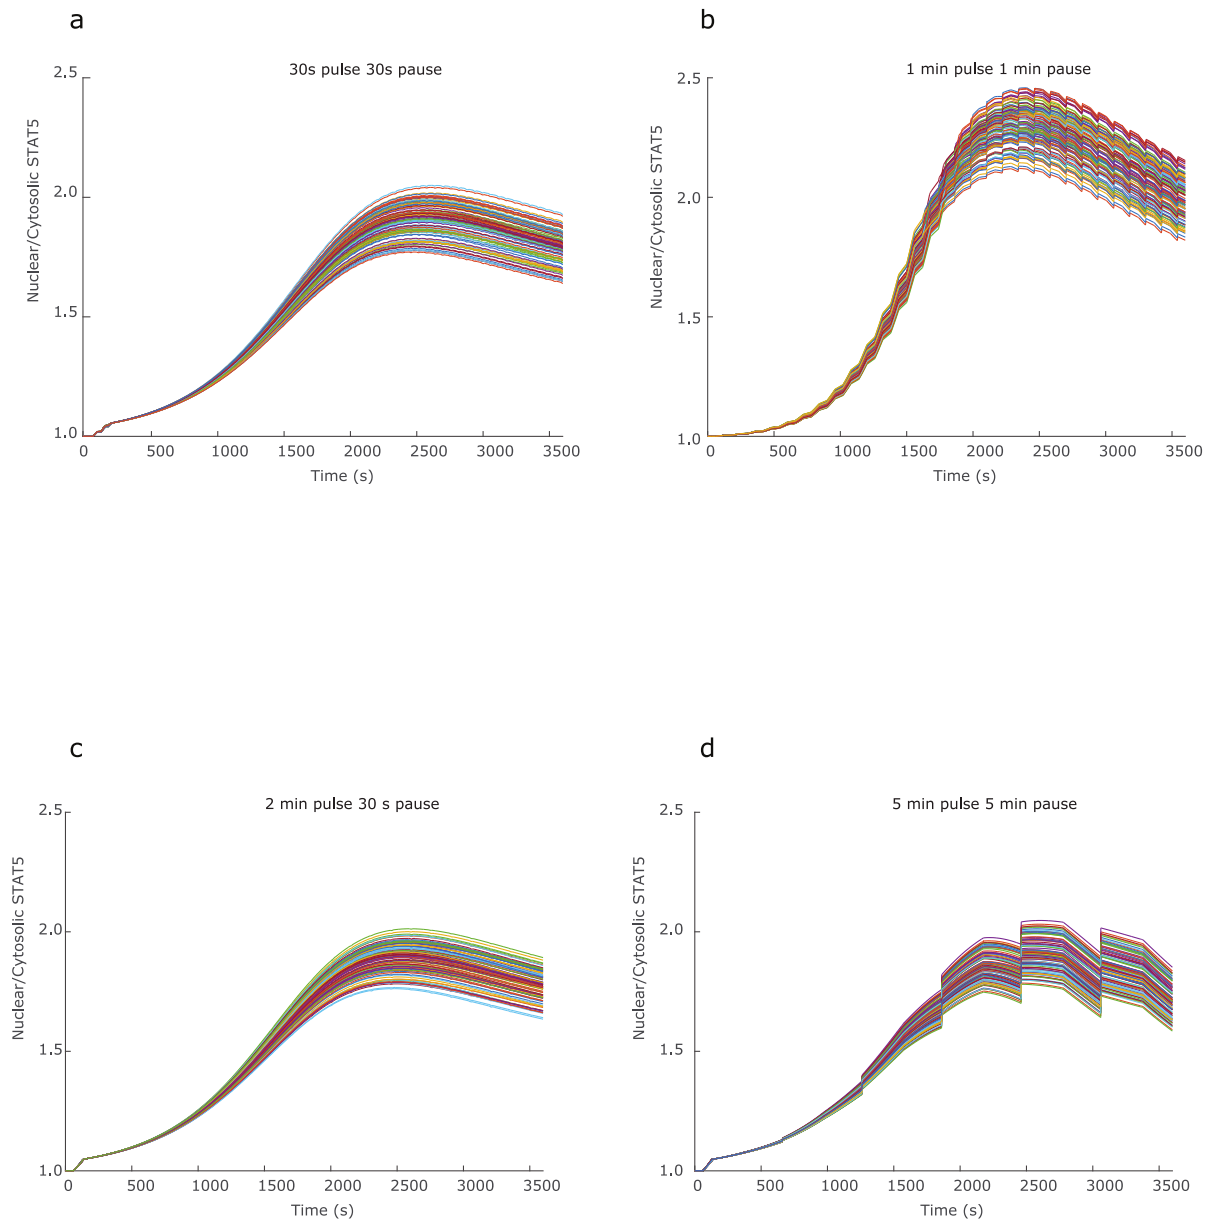 a
30s pulse 30s pause
Nuclear/Cytosolic STAT5
2.5
2.0
1.5
1.0
0 500 1000 1500 2000 2500 3000 3500
Time (s)
b
1 min pulse 1 min pause
Nuclear/Cytosolic STAT5
2.5
2.0
1.5
1.0
0 500 1000 1500 2000 2500 3000 3500
Time (s)
c
2 min pulse 30 s pause
Nuclear/Cytosolic STAT5
2.5
2.0
1.5
1.0
0 500 1000 1500 2000 2500 3000 3500
Time (s)
d
5 min pulse 5 min pause
Nuclear/Cytosolic STAT5
2.5
2.0
1.5
1.0
0 500 1000 1500 2000 2500 3000 3500
Time (s)